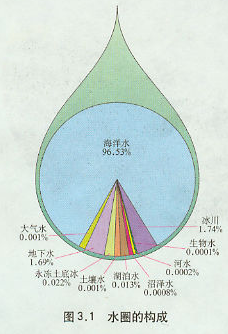 海洋水
96.53%
大气水
0.001%
地下水
1.69%
永冻土底冰
0.022%
土壤水
0.001%
湖泊水
0.013%
沼泽水
0.0008%
河水
0.0002%
生物水
0.0001%
冰川
1.74%
图3.1 水圈的构成